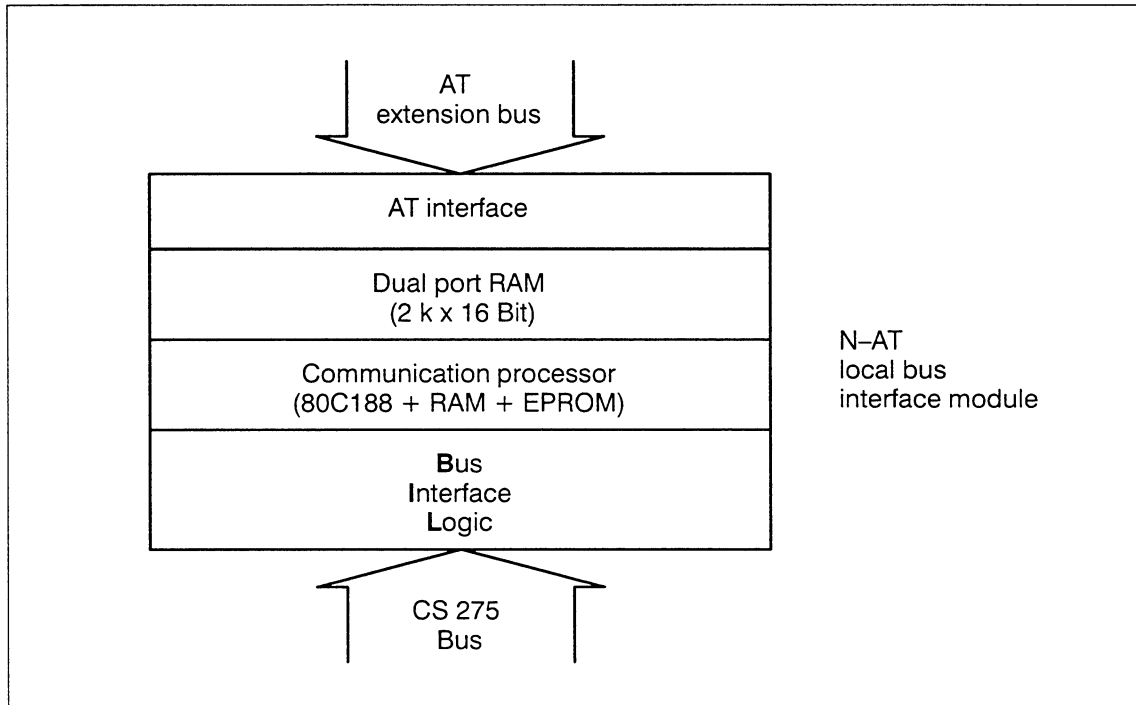 AT
extension bus
AT interface
Dual port RAM
(2 k x 16 Bit)
Communication processor
(80C188 + RAM + EPROM)
Bus
Interface
Logic
N–AT
local bus
interface module
CS 275
Bus